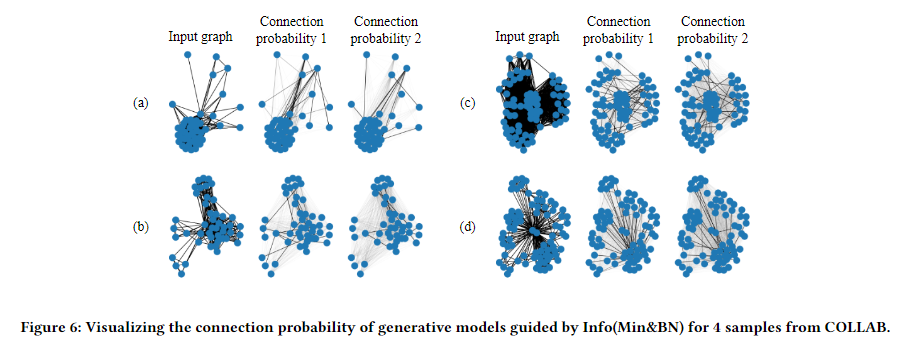 Input graph
Connection probability 1
Connection probability 2
Input graph
Connection probability 1
Connection probability 2
(a)
(c)
(b)
(d)
Figure 6: Visualizing the connection probability of generative models guided by Info(Min&BN) for 4 samples from COLLAB.